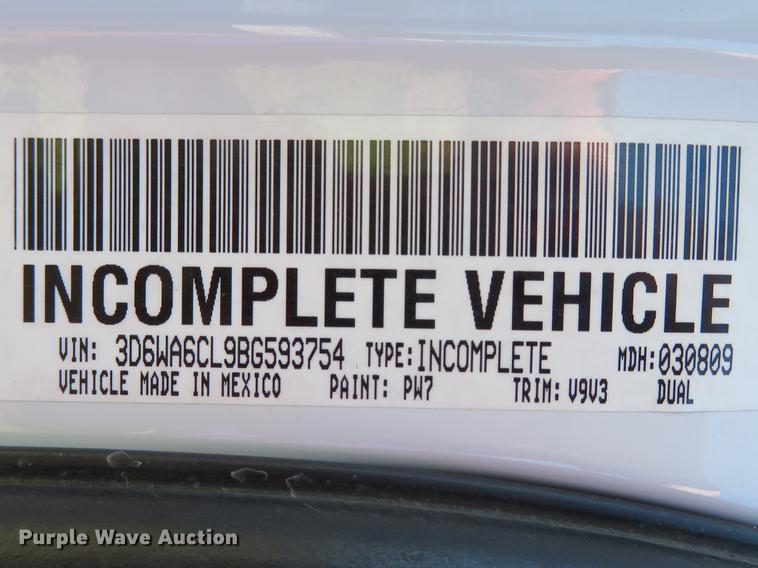 INCOMPLETE VEHICLE
VIN: 3D6WA6CL9BG593754 TYPE:INCOMPLETE MDH:030809
VEHICLE MADE IN MEXICO PAINT: PW7 TRIM:V9V3 DUAL
Purple Wave Auction